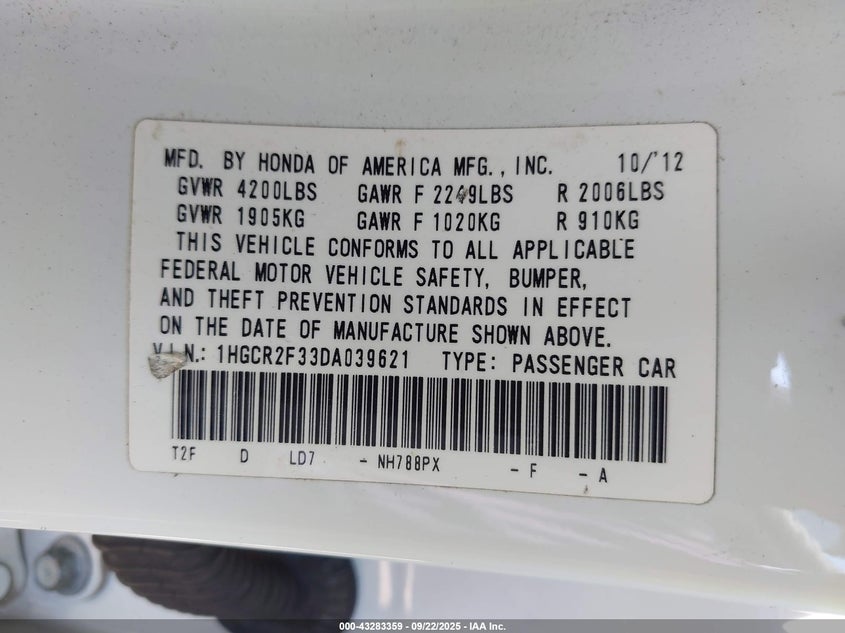 MFD. BY HONDA OF AMERICA MFG., INC. 10/12
GVWR 4200LBS GAWR F 2249LBS R 2006LBS
GVWR 1905KG GAWR F 1020KG R 910KG
THIS VEHICLE CONFORMS TO ALL APPLICABLE
FEDERAL MOTOR VEHICLE SAFETY, BUMPER,
AND THEFT PREVENTION STANDARDS IN EFFECT
ON THE DATE OF MANUFACTURE SHOWN ABOVE.
V.I.N.: 1HGCR2F33DA039621 TYPE: PASSENGER CAR
T2F D LD7 - NH788PX - F - A
000-43283359 - 09/22/2025 - IAA Inc.